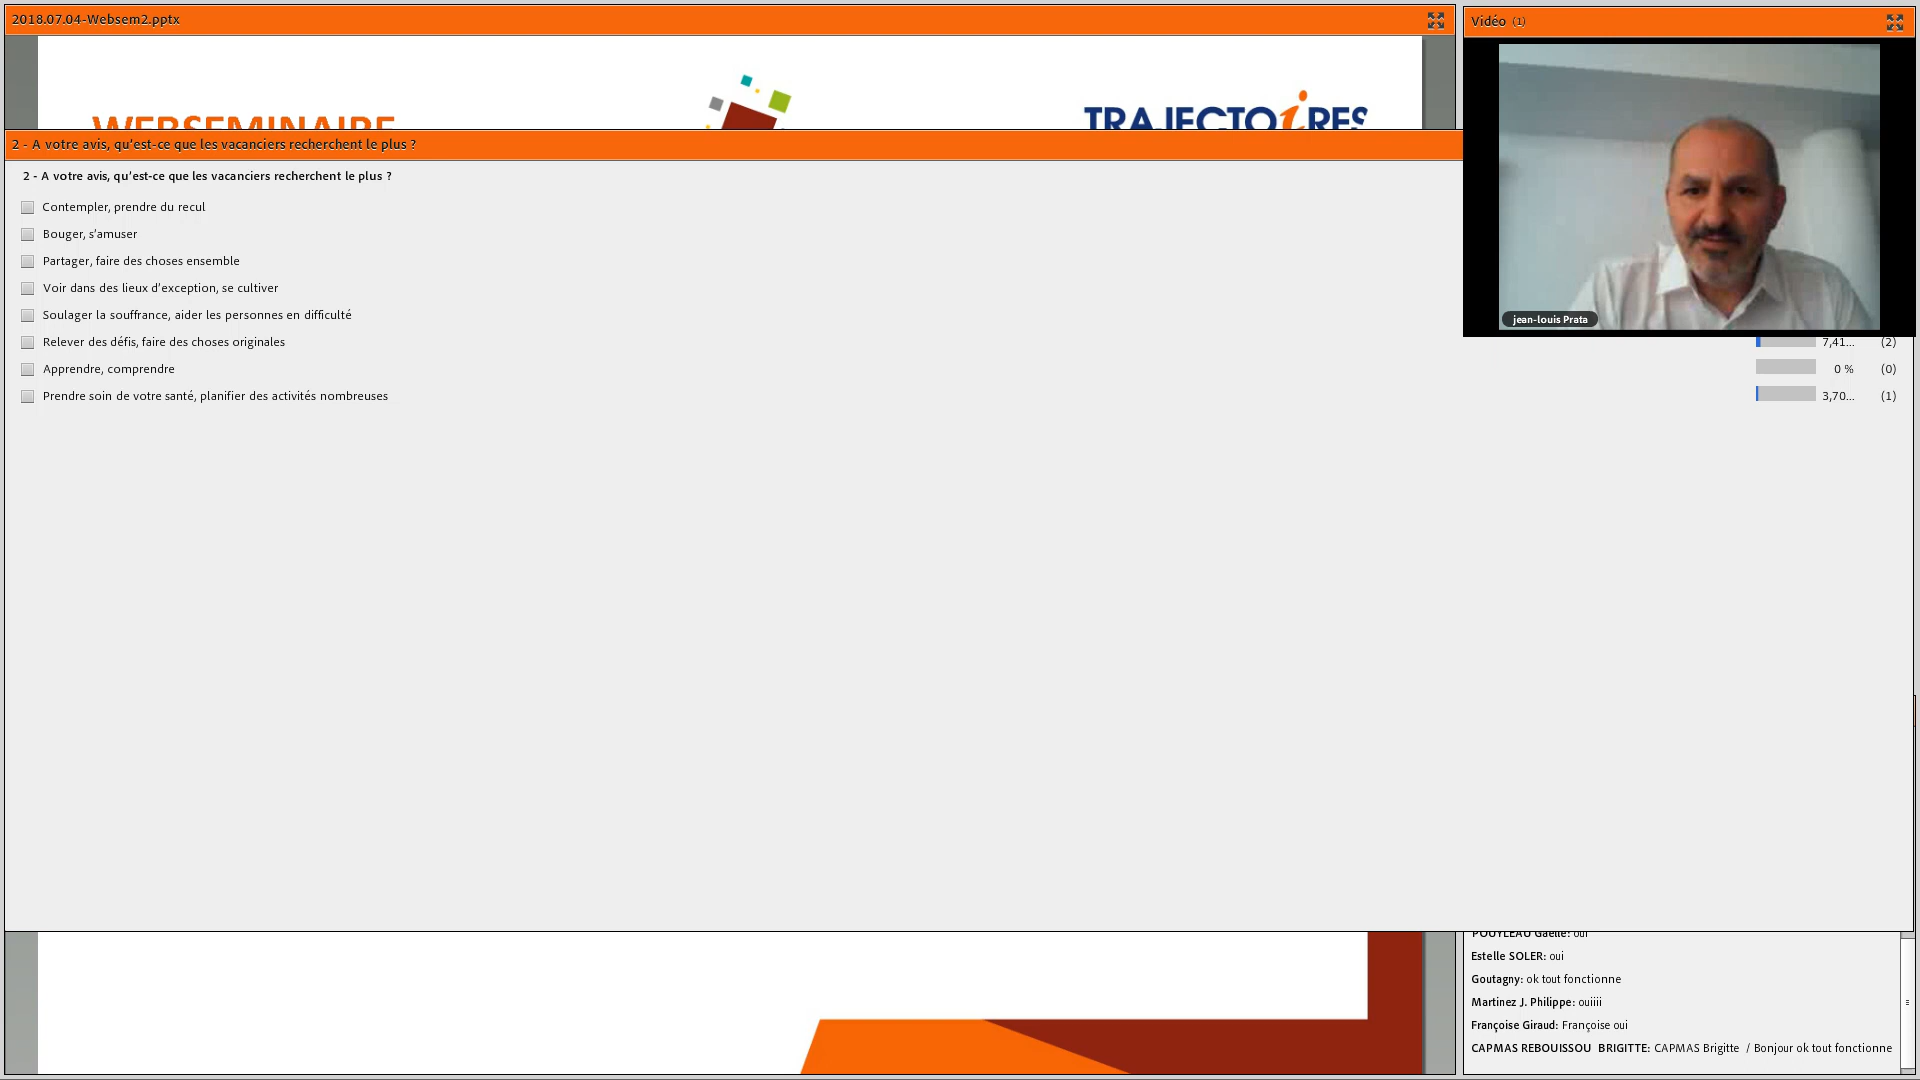 2018.07.04-Websem2.pptx
Vidéo (1)
WEBSEMINAIRE
TRAJECTOiRES
2 - A votre avis, qu'est-ce que les vacanciers recherchent le plus ?
2 - A votre avis, qu'est-ce que les vacanciers recherchent le plus ?
Contempler, prendre du recul
Bouger, s'amuser
Partager, faire des choses ensemble
Voir dans des lieux d'exception, se cultiver
Soulager la souffrance, aider les personnes en difficulté
jean-louis Prata
Relever des défis, faire des choses originales 7,41... (2)
Apprendre, comprendre 0 % (0)
Prendre soin de votre santé, planifier des activités nombreuses 3,70... (1)
POUYLEAU Gaelle: oui
Estelle SOLER: oui
Goutagny: ok tout fonctionne
Martinez J. Philippe: ouiiii
Françoise Giraud: Françoise oui
CAPMAS REBOUISSOU BRIGITTE: CAPMAS Brigitte / Bonjour ok tout fonctionne